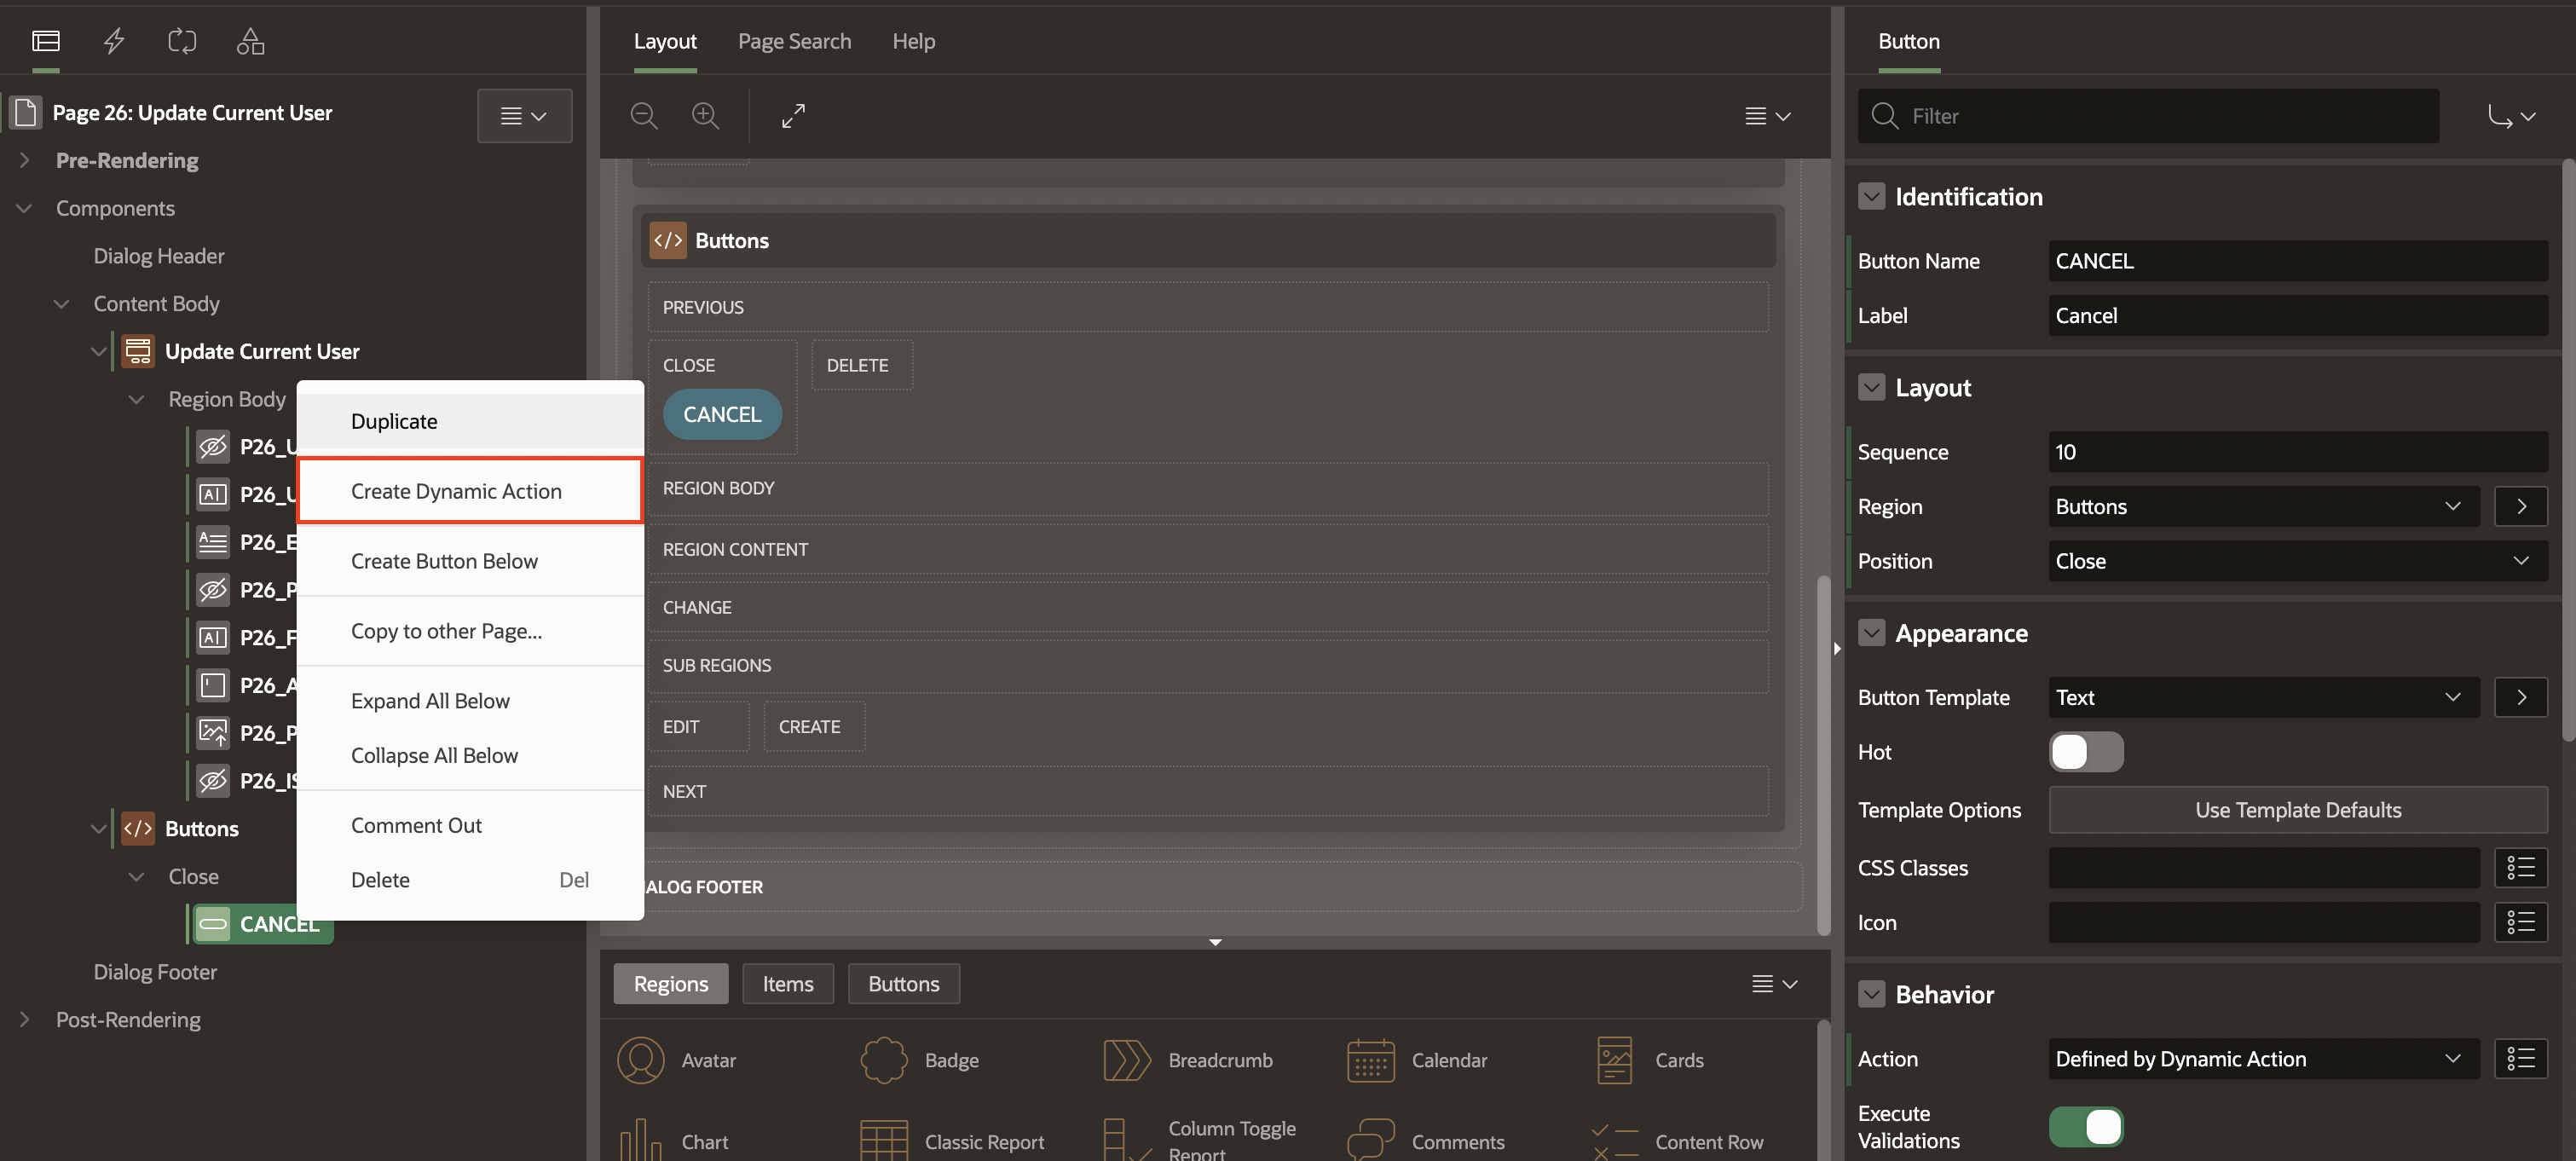 Page 26: Update Current User
Pre-Rendering
Components
Dialog Header
Content Body
Update Current User
Region Body
P26_U
P26_U
P26_E
P26_P
P26_F
P26_A
P26_P
P26_IS
Buttons
Close
CANCEL
Dialog Footer
Post-Rendering
Duplicate
Create Dynamic Action
Create Button Below
Copy to other Page...
Expand All Below
Collapse All Below
Comment Out
Delete Del
Layout Page Search Help
Buttons
PREVIOUS
CLOSE DELETE
CANCEL
REGION BODY
REGION CONTENT
CHANGE
SUB REGIONS
EDIT CREATE
NEXT
ALOG FOOTER
Regions Items Buttons
Avatar Badge Breadcrumb Calendar Cards
Chart Classic Report Column Toggle Report Comments Content Row
Button
Filter
Identification
Button Name CANCEL
Label Cancel
Layout
Sequence 10
Region Buttons
Position Close
Appearance
Button Template Text
Hot
Template Options Use Template Defaults
CSS Classes
Icon
Behavior
Action Defined by Dynamic Action
Execute
Validations